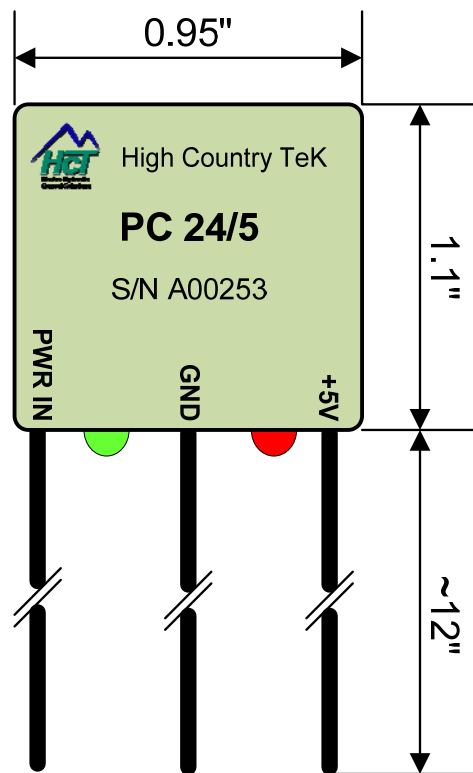 0.95"
HCT
High Country TeK
PC 24/5
S/N A00253
1.1"
PWR IN
GND
+5V
~12"